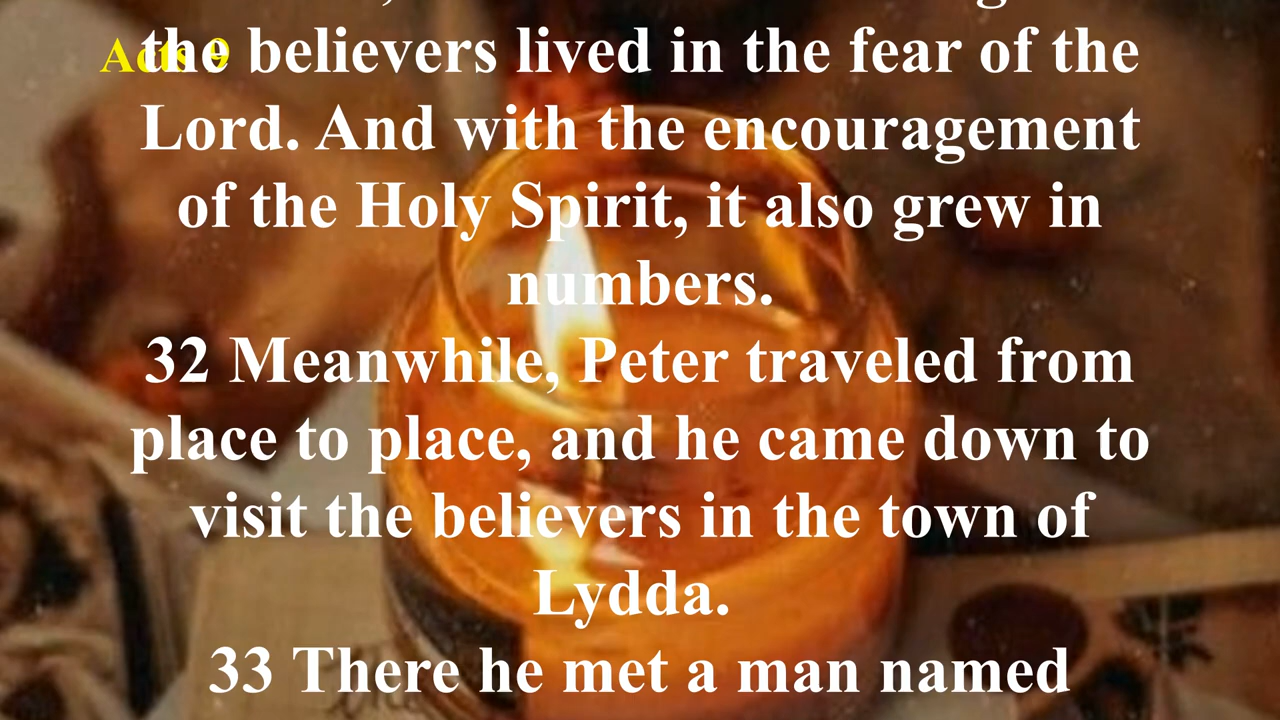 Acts 9
the believers lived in the fear of the
Lord. And with the encouragement
of the Holy Spirit, it also grew in
numbers.
32 Meanwhile, Peter traveled from
place to place, and he came down to
visit the believers in the town of
Lydda.
33 There he met a man named